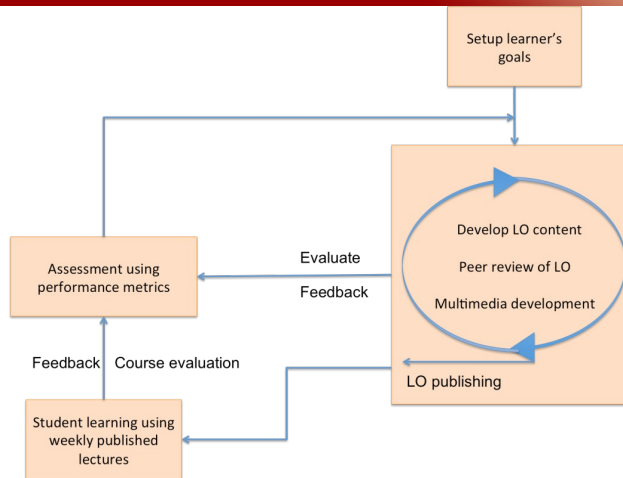 Setup learner's
goals
Develop LO content
Peer review of LO
Multimedia development
LO publishing
Evaluate
Feedback
Assessment using
performance metrics
Feedback
Course evaluation
Student learning using
weekly published
lectures